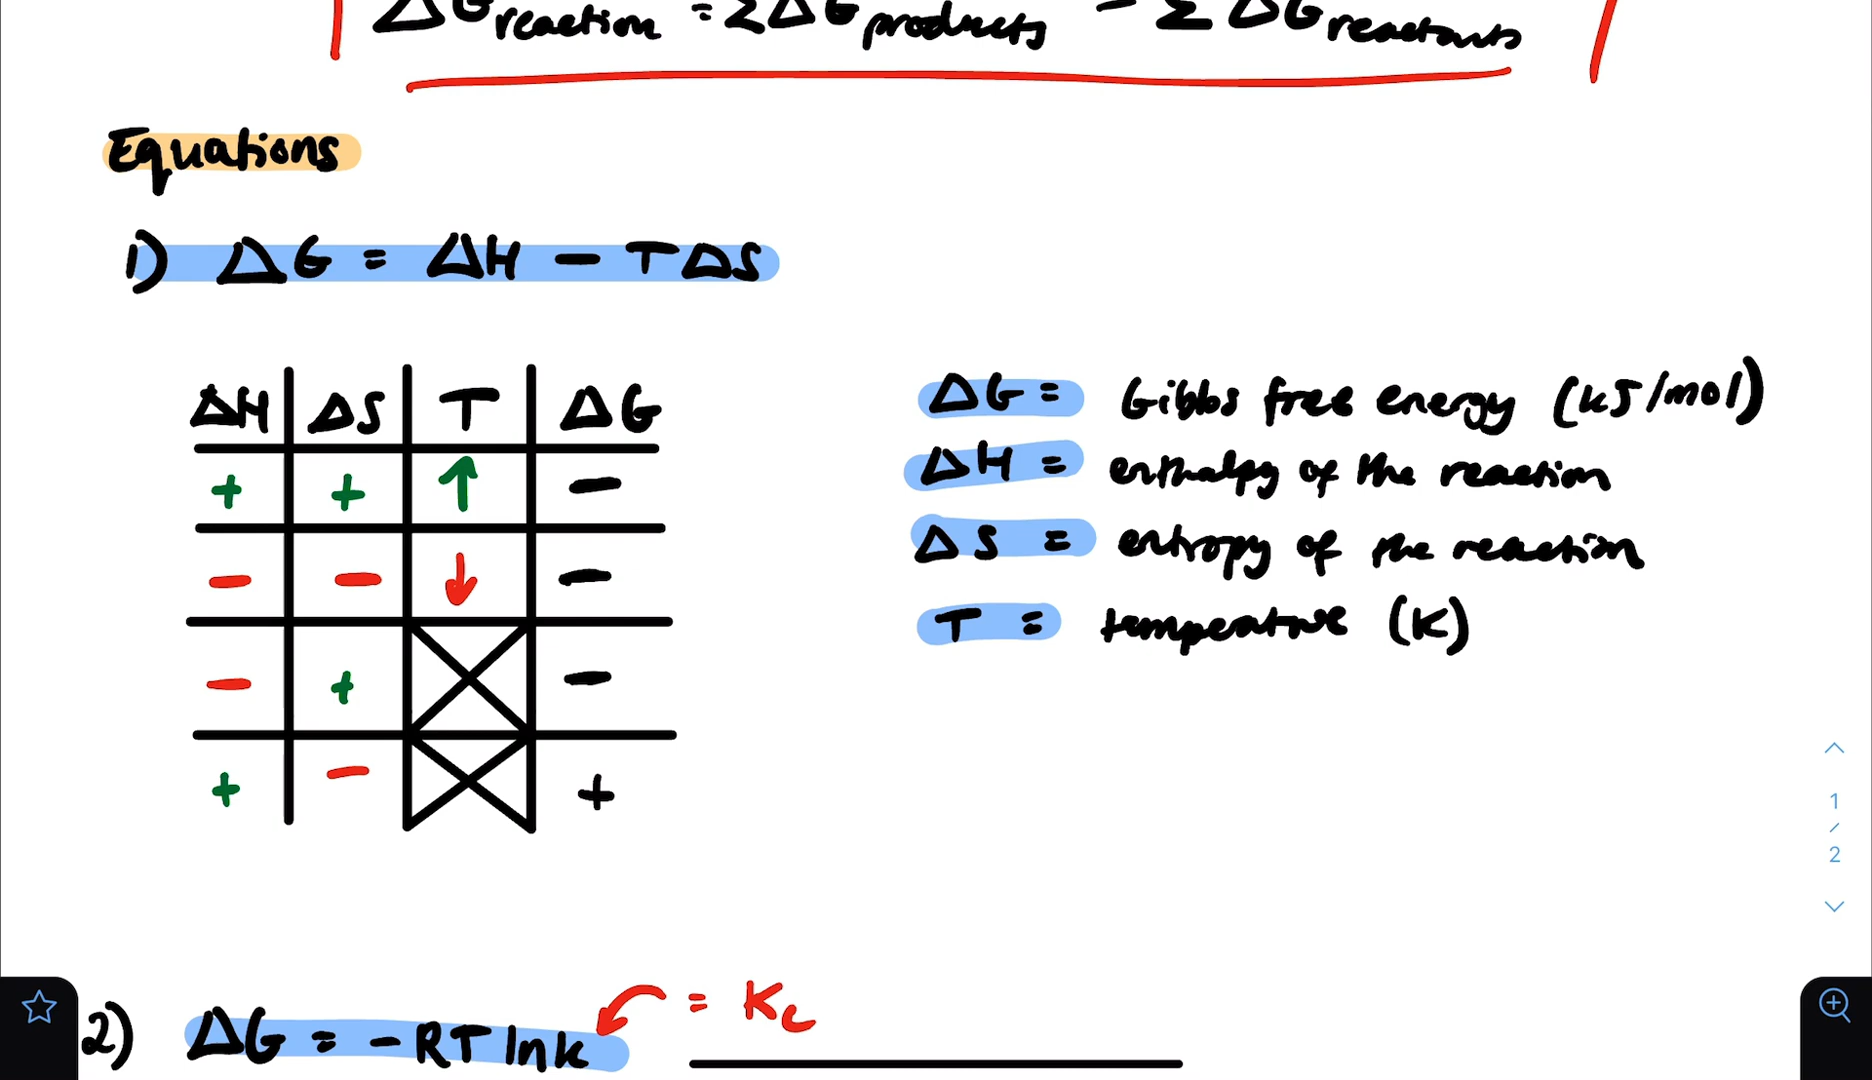 ΔG reaction = ΣΔG products − Σ ΔG reactants
Equations
1) ΔG = ΔH − TΔS
ΔH ΔS T ΔG
+ + ↑ −
− − ↓ −
− + −
+ − +
ΔG = Gibbs free energy (kJ/mol)
ΔH = enthalpy of the reaction
ΔS = entropy of the reaction
T = temperature (K)
1
/
2
2) ΔG = −RT lnk
= Kc